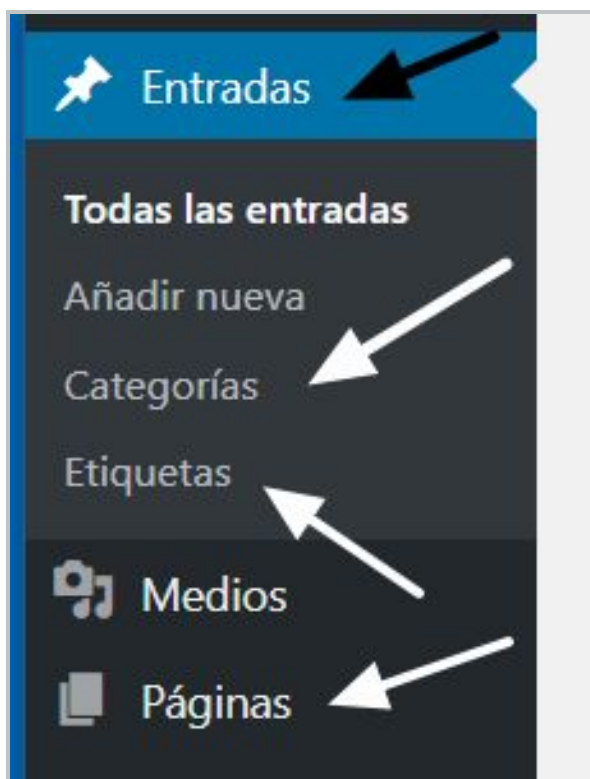 Entradas
Todas las entradas
Añadir nueva
Categorías
Etiquetas
Medios
Páginas